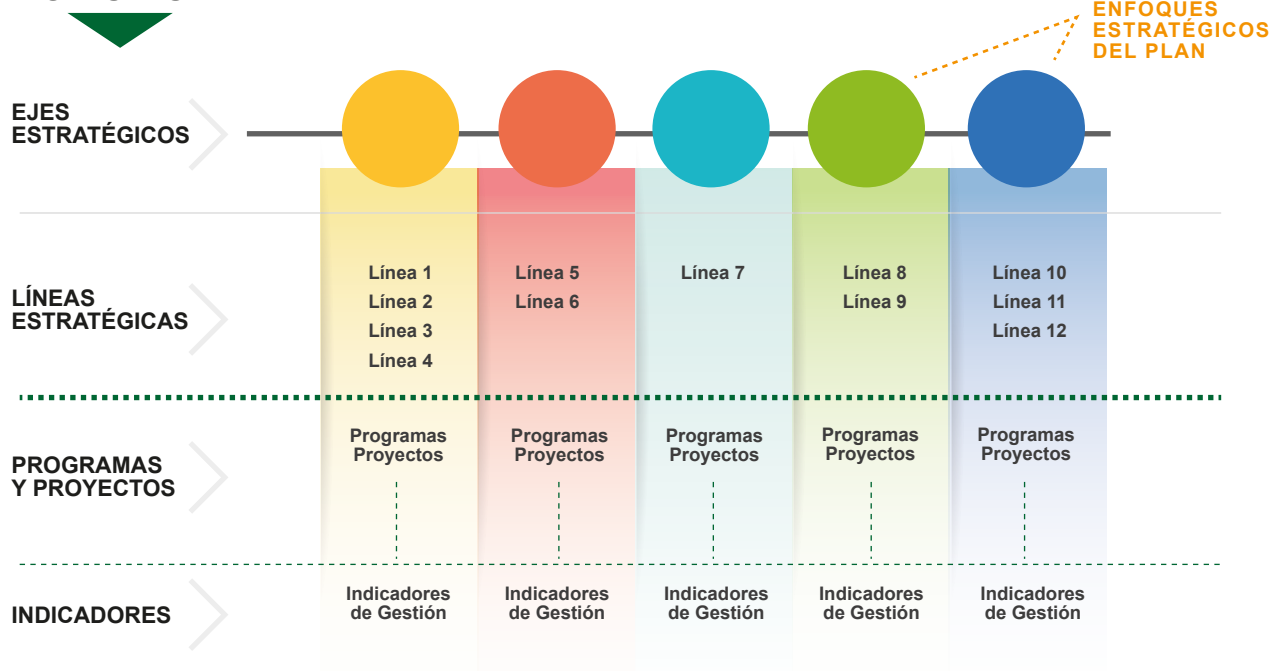 ENFOQUES
ESTRATÉGICOS
DEL PLAN
EJES
ESTRATÉGICOS
LÍNEAS
ESTRATÉGICAS
Línea 1
Línea 2
Línea 3
Línea 4
Línea 5
Línea 6
Línea 7
Línea 8
Línea 9
Línea 10
Línea 11
Línea 12
PROGRAMAS
Y PROYECTOS
Programas
Proyectos
Programas
Proyectos
Programas
Proyectos
Programas
Proyectos
Programas
Proyectos
INDICADORES
Indicadores
de Gestión
Indicadores
de Gestión
Indicadores
de Gestión
Indicadores
de Gestión
Indicadores
de Gestión